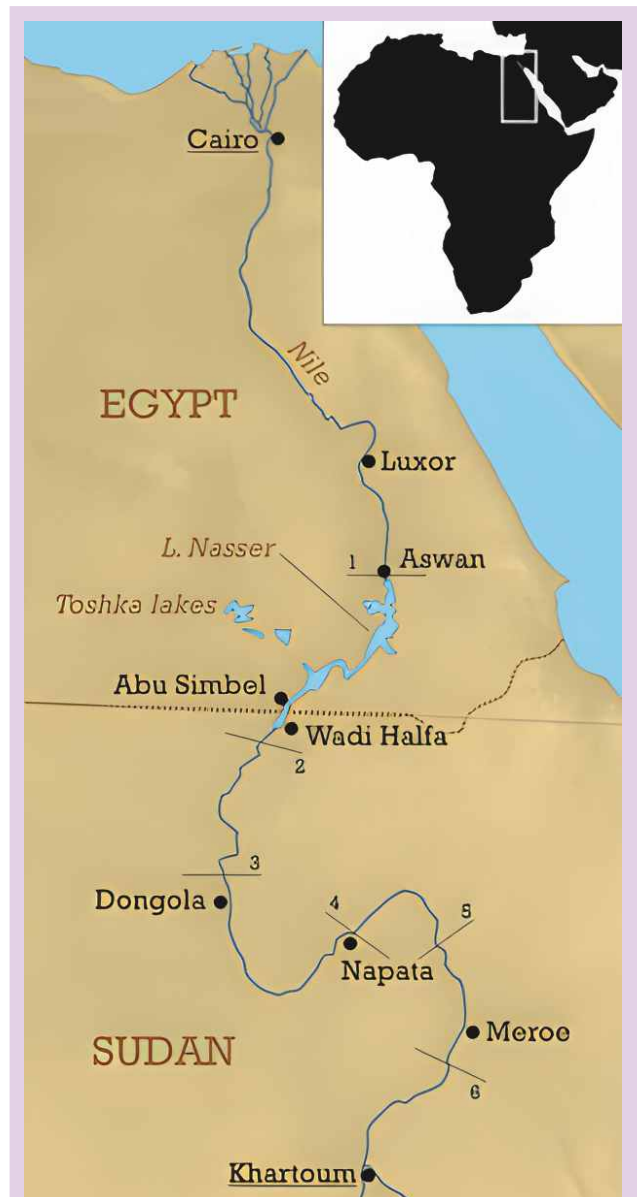 Cairo
Nile
EGYPT
Luxor
L. Nasser
1
Aswan
Toshka lakes
Abu Simbel
Wadi Halfa
2
3
Dongola
4
5
Napata
SUDAN
Meroe
6
Khartoum